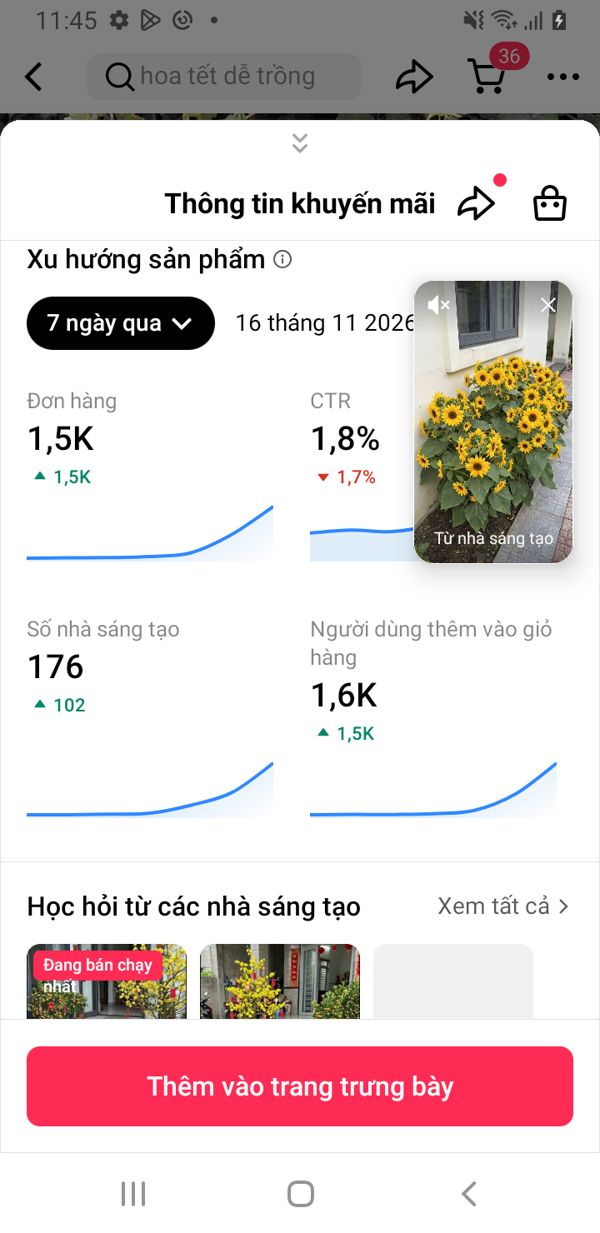 11:45
36
hoa tết dễ trồng
Thông tin khuyến mãi
Xu hướng sản phẩm
7 ngày qua
16 tháng 11 2026
Đơn hàng
1,5K
1,5K
CTR
1,8%
1,7%
Từ nhà sáng tạo
Số nhà sáng tạo
176
102
Người dùng thêm vào giỏ
hàng
1,6K
1,5K
Học hỏi từ các nhà sáng tạo
Xem tất cả
Đang bán chạy
nhất
Thêm vào trang trưng bày